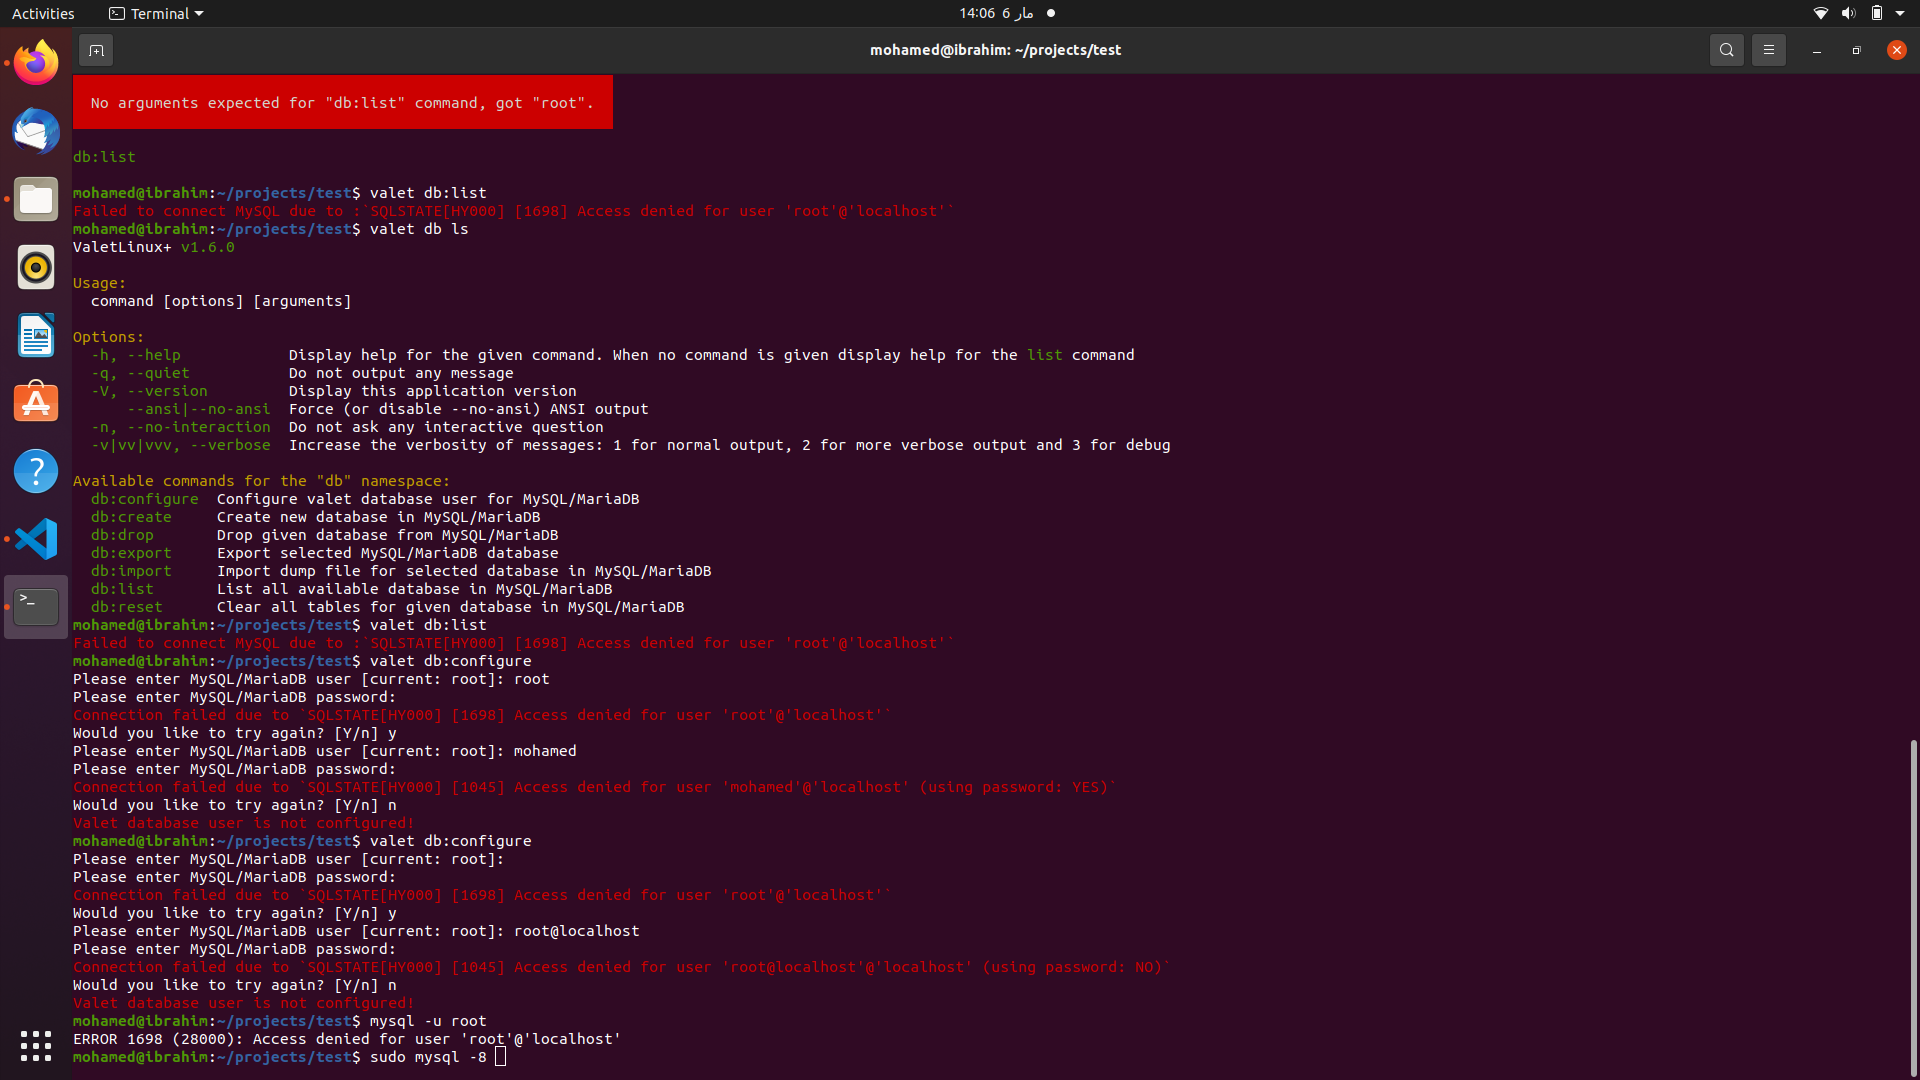 Activities
Terminal
14:06 6 مار
mohamed@ibrahim: ~/projects/test
No arguments expected for "db:list" command, got "root".
db:list
mohamed@ibrahim:~/projects/test$ valet db:list
Failed to connect MySQL due to :`SQLSTATE[HY000] [1698] Access denied for user 'root'@'localhost'`
mohamed@ibrahim:~/projects/test$ valet db ls
ValetLinux+ v1.6.0
Usage:
command [options] [arguments]
Options:
-h, --help Display help for the given command. When no command is given display help for the list command
-q, --quiet Do not output any message
-V, --version Display this application version
--ansi|--no-ansi Force (or disable --no-ansi) ANSI output
-n, --no-interaction Do not ask any interactive question
-v|vv|vvv, --verbose Increase the verbosity of messages: 1 for normal output, 2 for more verbose output and 3 for debug
Available commands for the "db" namespace:
db:configure Configure valet database user for MySQL/MariaDB
db:create Create new database in MySQL/MariaDB
db:drop Drop given database from MySQL/MariaDB
db:export Export selected MySQL/MariaDB database
db:import Import dump file for selected database in MySQL/MariaDB
db:list List all available database in MySQL/MariaDB
db:reset Clear all tables for given database in MySQL/MariaDB
mohamed@ibrahim:~/projects/test$ valet db:list
Failed to connect MySQL due to :`SQLSTATE[HY000] [1698] Access denied for user 'root'@'localhost'`
mohamed@ibrahim:~/projects/test$ valet db:configure
Please enter MySQL/MariaDB user [current: root]: root
Please enter MySQL/MariaDB password:
Connection failed due to `SQLSTATE[HY000] [1698] Access denied for user 'root'@'localhost'`
Would you like to try again? [Y/n] y
Please enter MySQL/MariaDB user [current: root]: mohamed
Please enter MySQL/MariaDB password:
Connection failed due to `SQLSTATE[HY000] [1045] Access denied for user 'mohamed'@'localhost' (using password: YES)`
Would you like to try again? [Y/n] n
Valet database user is not configured!
mohamed@ibrahim:~/projects/test$ valet db:configure
Please enter MySQL/MariaDB user [current: root]:
Please enter MySQL/MariaDB password:
Connection failed due to `SQLSTATE[HY000] [1698] Access denied for user 'root'@'localhost'`
Would you like to try again? [Y/n] y
Please enter MySQL/MariaDB user [current: root]: root@localhost
Please enter MySQL/MariaDB password:
Connection failed due to `SQLSTATE[HY000] [1045] Access denied for user 'root@localhost'@'localhost' (using password: NO)`
Would you like to try again? [Y/n] n
Valet database user is not configured!
mohamed@ibrahim:~/projects/test$ mysql -u root
ERROR 1698 (28000): Access denied for user 'root'@'localhost'
mohamed@ibrahim:~/projects/test$ sudo mysql -8